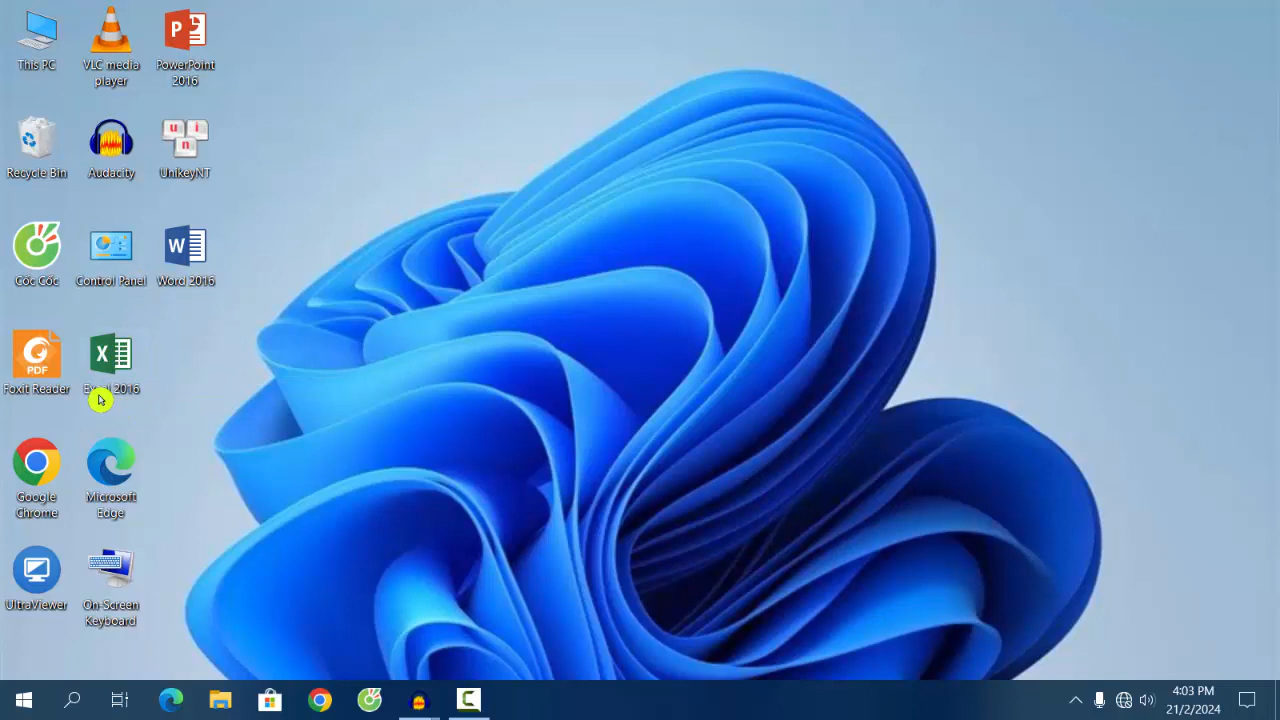 This PC
VLC media
player
PowerPoint
2016
Recycle Bin
Audacity
UnikeyNT
Cốc Cốc
Control Panel
Word 2016
Foxit Reader
Excel 2016
Google
Chrome
Microsoft
Edge
UltraViewer
On-Screen
Keyboard
4:03 PM
21/2/2024